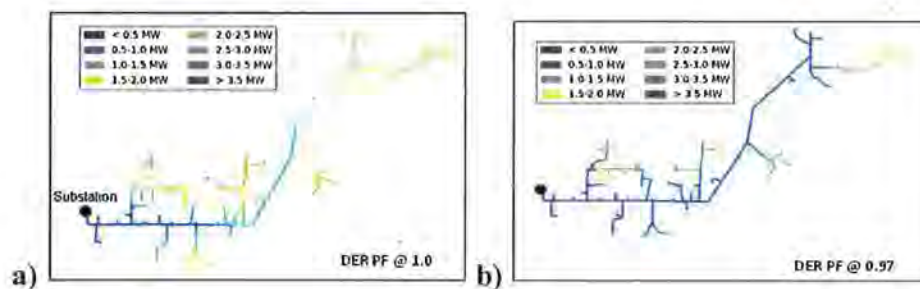 < 0.5 MW
2.0-2.5 MW
0.5-1.0 MW
2.5-3.0 MW
1.0-1.5 MW
3.0-3.5 MW
1.5-2.0 MW
> 3.5 MW
Substation
DER PF @ 1.0
a)
< 0.5 MW
2.0-2.5 MW
0.5-1.0 MW
2.5-3.0 MW
1.0-1.5 MW
3.0-3.5 MW
1.5-2.0 MW
> 3.5 MW
DER PF @ 0.97
b)